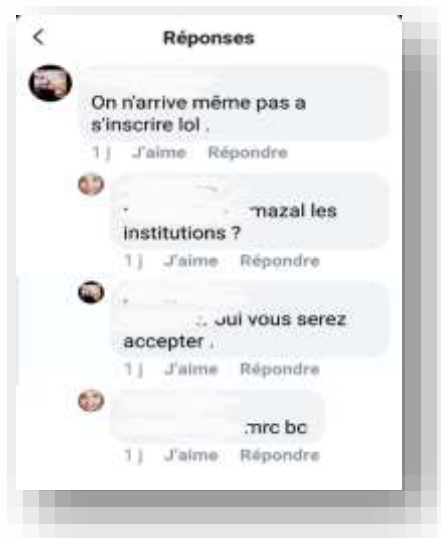 Réponses
On n'arrive même pas a
s'inscrire lol .
1 j J'aime Répondre
mazal les
institutions ?
1 j J'aime Répondre
oui vous serez
accepter .
1 j J'aime Répondre
mrc bc
1 j J'aime Répondre